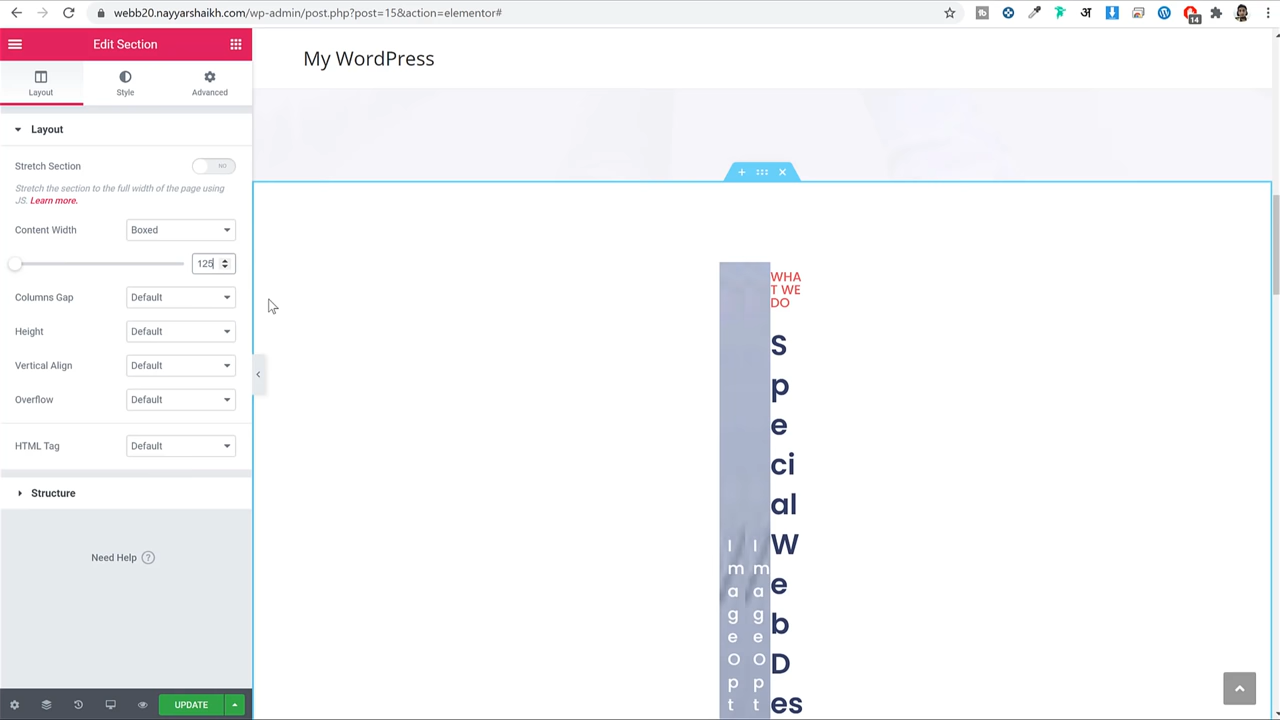 webb20.nayyarshaikh.com/wp-admin/post.php?post=15&action=elementor#
14
Edit Section
Layout
Style
Advanced
Layout
Stretch Section
NO
Stretch the section to the full width of the page using
JS. Learn more.
Content Width
Boxed
125
Columns Gap
Default
Height
Default
Vertical Align
Default
Overflow
Default
HTML Tag
Default
Structure
Need Help ?
UPDATE
My WordPress
WHA
T WE
DO
S
p
e
ci
al
W
e
b
D
es
I
m
a
g
e
O
p
t
I
m
a
g
e
O
p
t